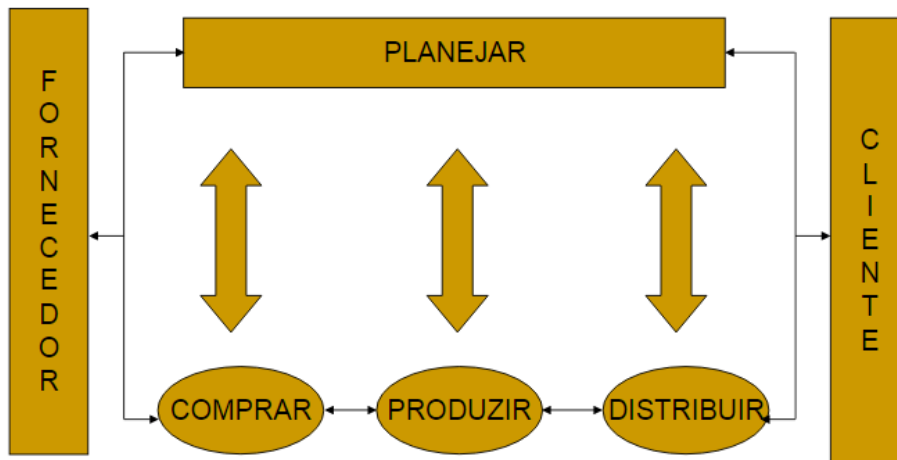 FORNECEDOR
PLANEJAR
CLIENTE
COMPRAR
PRODUZIR
DISTRIBUIR